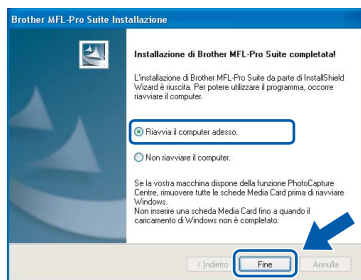 Brother MFL-Pro Suite Installazione
Installazione di Brother MFL-Pro Suite completata!
L'installazione di Brother MFL-Pro Suite da parte di InstallShield
Wizard è riuscita. Per potere utilizzare il programma, occorre
riavviare il computer.
Riavvia il computer adesso.
Non riavviare il computer.
Se la vostra macchina dispone della funzione PhotoCapture
Centre, rimuovere tutte le schede Media Card prima di riavviare
Windows.
Non inserire una scheda Media Card fino a quando il
caricamento di Windows non è completato.
< Indietro
Fine
Annulla